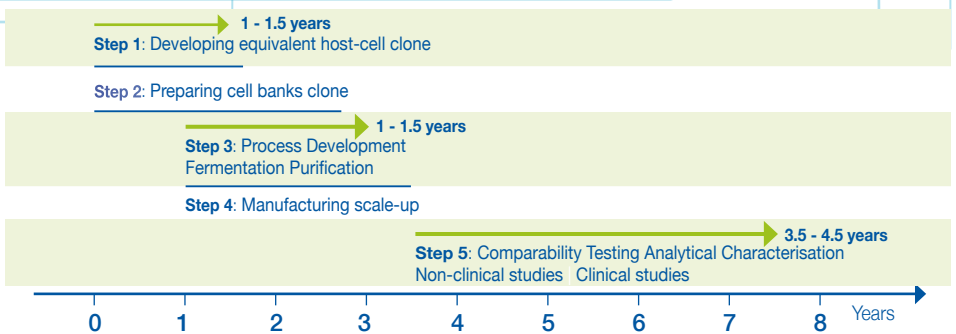 1 - 1.5 years
Step 1: Developing equivalent host-cell clone
Step 2: Preparing cell banks clone
1 - 1.5 years
Step 3: Process Development
Fermentation Purification
Step 4: Manufacturing scale-up
3.5 - 4.5 years
Step 5: Comparability Testing Analytical Characterisation
Non-clinical studies Clinical studies
0 1 2 3 4 5 6 7 8 Years